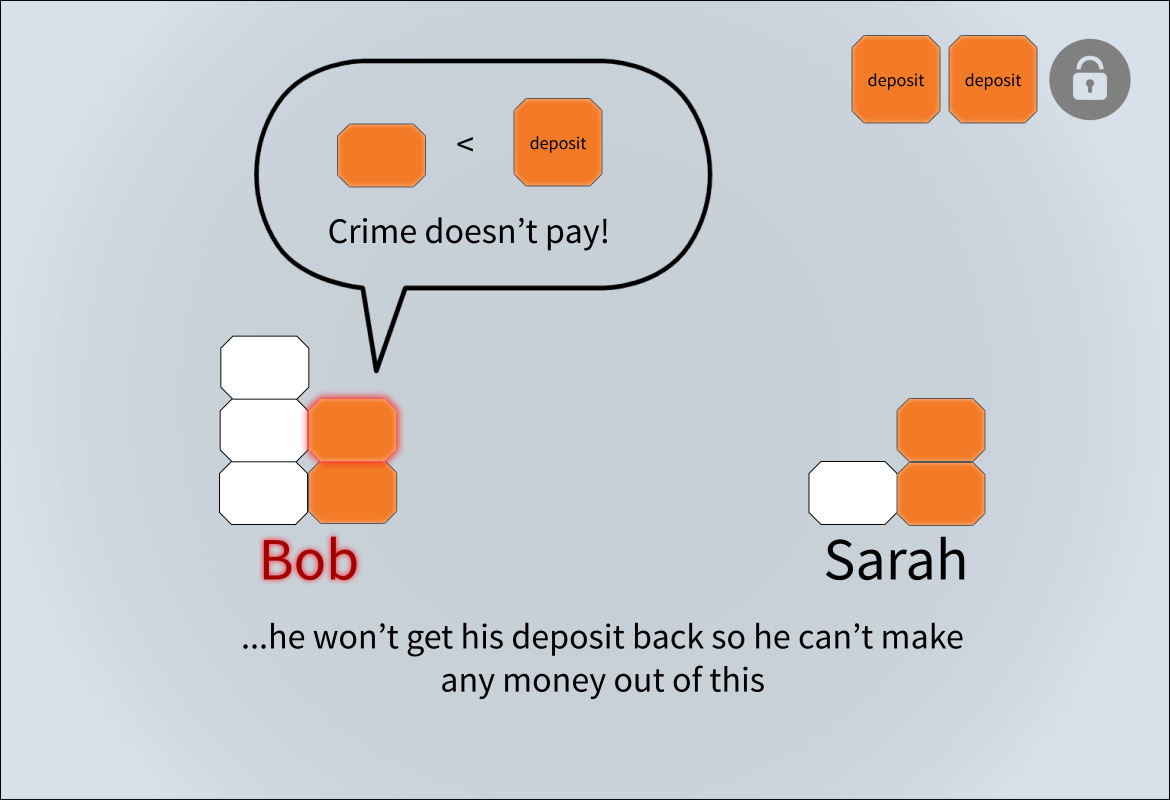 deposit deposit
< deposit
Crime doesn’t pay!
Bob
Sarah
...he won’t get his deposit back so he can’t make
any money out of this